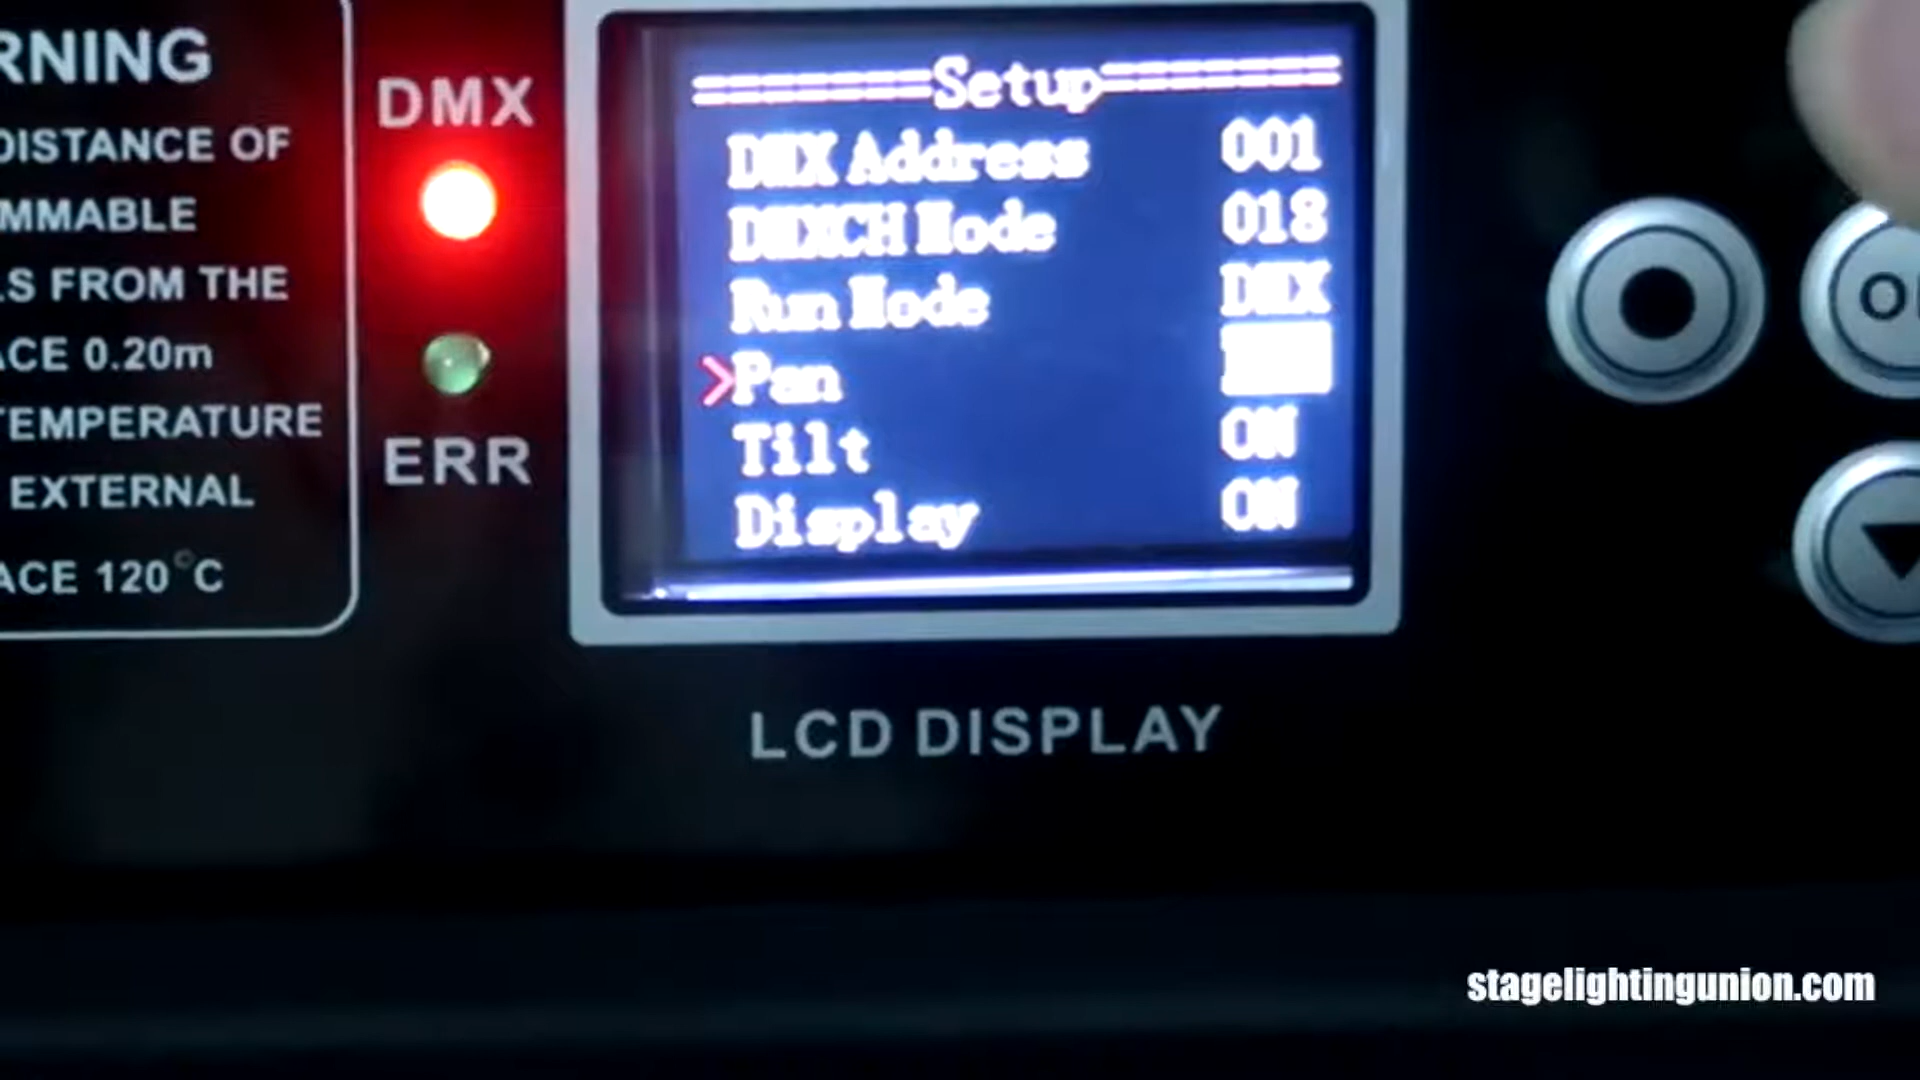 RNING
DISTANCE OF
MMABLE
LS FROM THE
ACE 0.20m
TEMPERATURE
EXTERNAL
ACE 120°C
DMX
ERR
=======Setup=======
DMX Address 001
DMXCH Mode 018
Run Mode DMX
>Pan
Tilt ON
Display ON
LCD DISPLAY
stagelightingunion.com